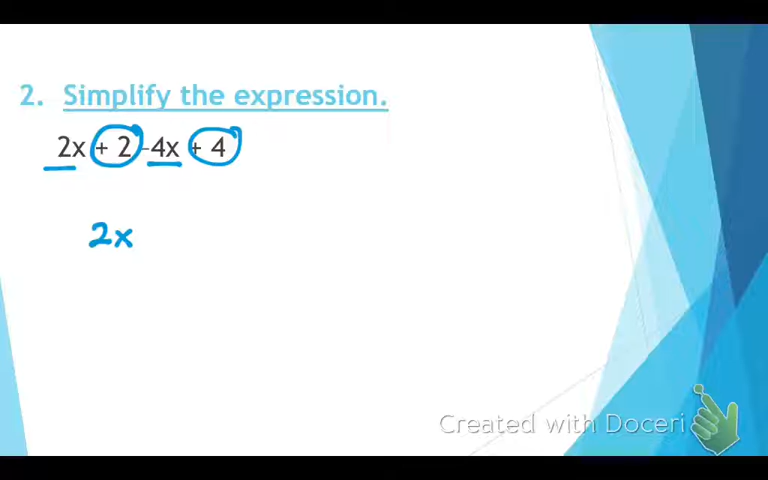 2. Simplify the expression.
2x + 2 -4x + 4
2x
Created with Doceri